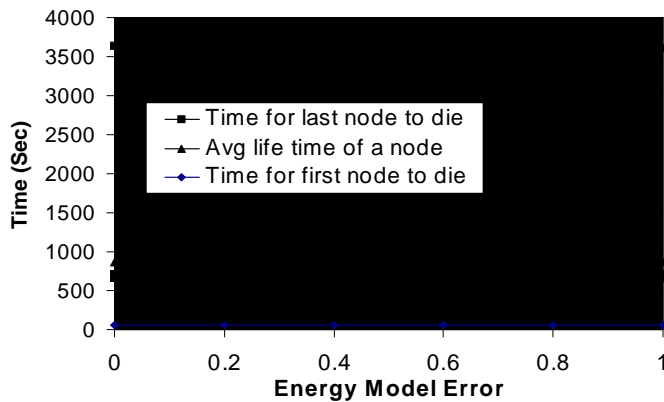 4000
3500
3000
2500
2000
1500
1000
500
0
Time (Sec)
Time for last node to die
Avg life time of a node
Time for first node to die
0 0.2 0.4 0.6 0.8 1
Energy Model Error